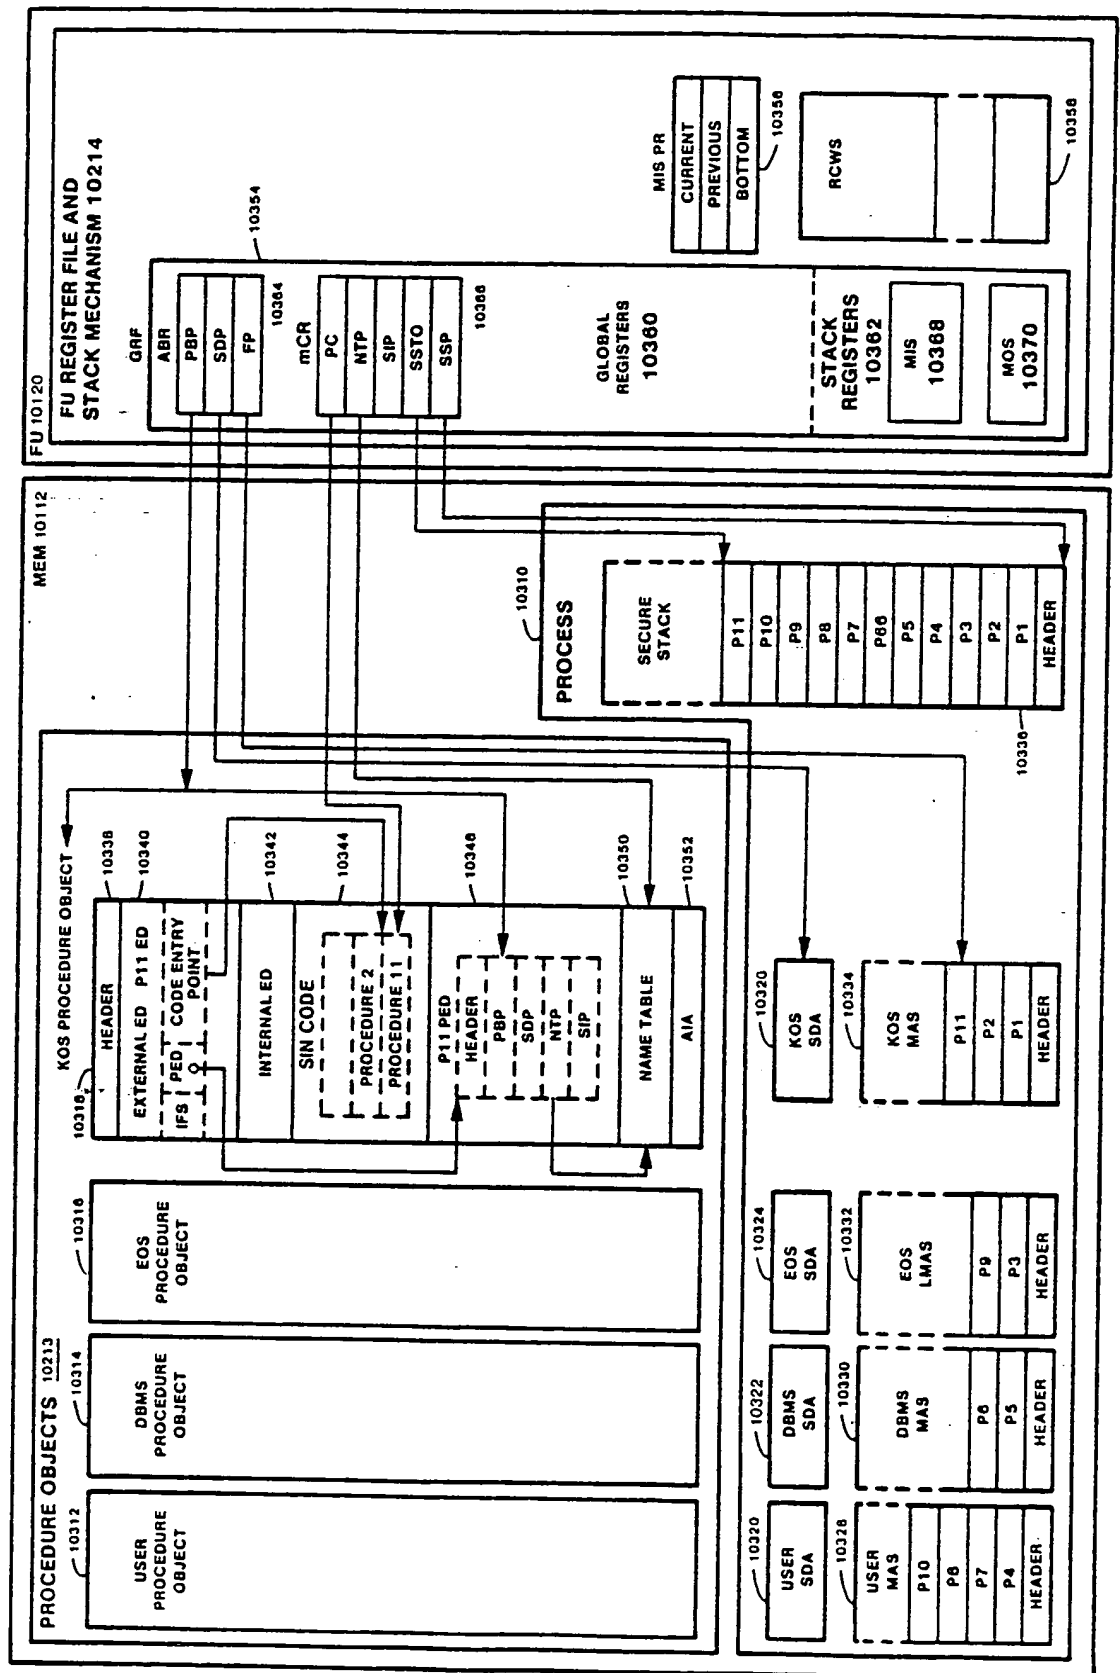 FU 10120
FU REGISTER FILE AND
STACK MECHANISM 10214
GRF
ABR
PBP
SDP
FP
10354
10364
mCR
PC
NTP
SIP
SSTO
SSP
10366
GLOBAL
REGISTERS
10360
STACK
REGISTERS
10362
MIS
10368
MOS
10370
MIS PR
CURRENT
PREVIOUS
BOTTOM
10356
RCWS
10358
MEM 10112
PROCEDURE OBJECTS 10213
10312
USER
PROCEDURE
OBJECT
10314
DBMS
PROCEDURE
OBJECT
10316
EOS
PROCEDURE
OBJECT
KOS PROCEDURE OBJECT
10318
HEADER
10338
EXTERNAL ED P11 ED
10340
IFS PED CODE ENTRY
POINT
INTERNAL ED
10342
SIN CODE
10344
PROCEDURE 2
PROCEDURE 11
P11 PED
HEADER
PBP
SDP
NTP
SIP
10348
NAME TABLE
10350
AIA
10352
10310
PROCESS
SECURE
STACK
P11
P10
P9
P8
P7
P66
P5
P4
P3
P2
P1
HEADER
10336
10320
USER
SDA
10322
DBMS
SDA
10324
EOS
SDA
10320
KOS
SDA
10328
USER
MAS
P10
P8
P7
P4
HEADER
10330
DBMS
MAS
P6
P5
HEADER
10332
EOS
LMAS
P9
P3
HEADER
10334
KOS
MAS
P11
P2
P1
HEADER